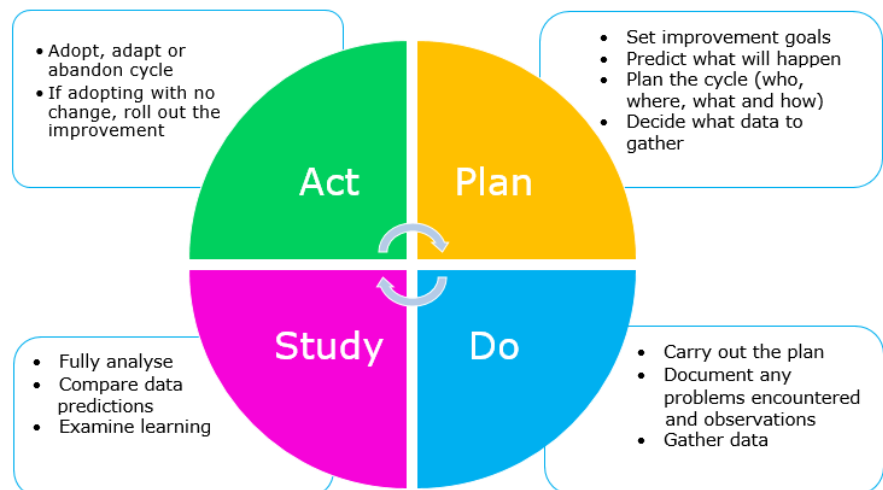 • Adopt, adapt or
abandon cycle
• If adopting with no
change, roll out the
improvement
• Set improvement goals
• Predict what will happen
• Plan the cycle (who,
where, what and how)
• Decide what data to
gather
Act
Plan
Study
Do
• Fully analyse
• Compare data
predictions
• Examine learning
• Carry out the plan
• Document any
problems encountered
and observations
• Gather data